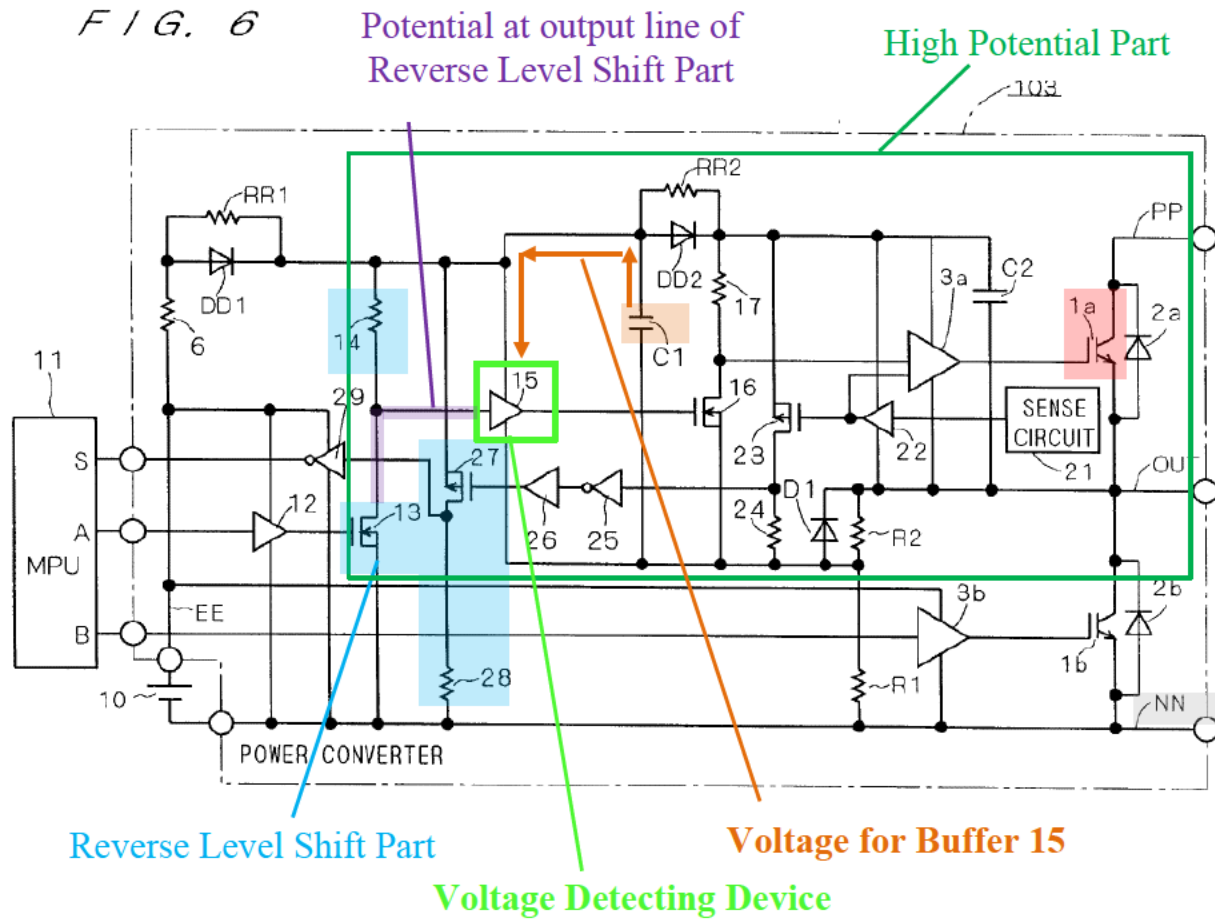 FIG. 6
Potential at output line of
Reverse Level Shift Part
High Potential Part
103
RR1
DD1
RR2
DD2
PP
6
14
15
C1
17
3a
C2
1a
2a
11
29
16
SENSE
CIRCUIT
S
27
23
22
21
OUT
12
13
26
25
24
D1
R2
A
MPU
EE
B
3b
2b
1b
10
28
R1
NN
POWER CONVERTER
Reverse Level Shift Part
Voltage for Buffer 15
Voltage Detecting Device